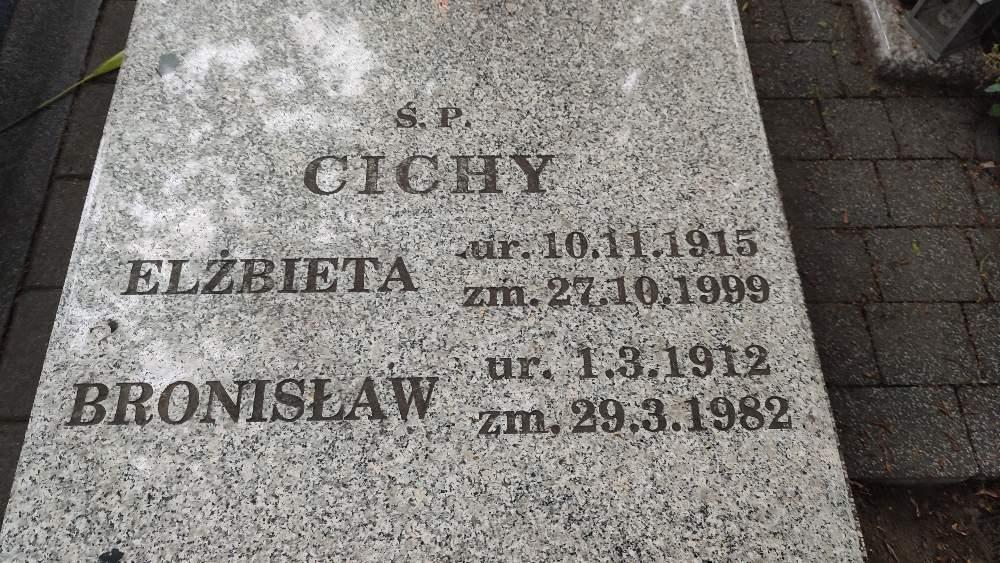 Ś. P.
CICHY
ELŻBIETA ur. 10.11.1915
zm. 27.10.1999
BRONISŁAW ur. 1.3.1912
zm. 29.3.1982